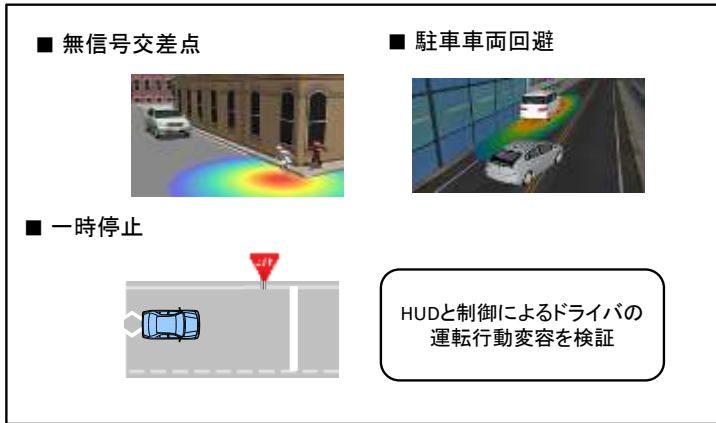 ■ 無信号交差点
■ 駐車車両回避
■ 一時停止
HUDと制御によるドライバの
運転行動変容を検証